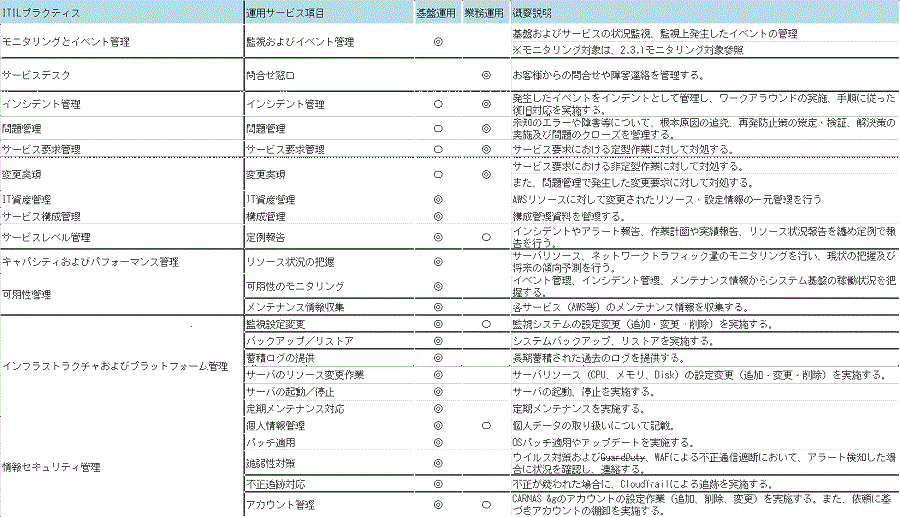 ITILプラクティス 運用サービス項目 基盤運用 業務運用 概要説明
モニタリングとイベント管理 監視およびイベント管理 ◎ 基盤およびサービスの状況監視、監視上発生したイベントの管理
※モニタリング対象は、2.3.1モニタリング対象参照
サービスデスク 問合せ窓口 ◎ お客様からの問合せや障害連絡を管理する。
インシデント管理 インシデント管理 ○ ◎ 発生したイベントをインデントとして管理し、ワークアラウンドの実施、手順に従った
復旧対応を実施する。
問題管理 問題管理 ○ ◎ 未知のエラーや障害等について、根本原因の追究、再発防止策の策定・検証、解決策の
実施及び問題のクローズを管理する。
サービス要求管理 サービス要求管理 ○ ◎ サービス要求における定型作業に対して対処する。
変更実現 変更実現 ○ ◎ サービス要求における非定型作業に対して対処する。
また、問題管理で発生した変更要求に対して対処する。
IT資産管理 IT資産管理 ◎ AWSリソースに対して変更されたリソース・設定情報の一元管理を行う
サービス構成管理 構成管理 ◎ 構成管理資料を管理する。
サービスレベル管理 定例報告 ◎ ○ インシデントやアラート報告、作業計画や実績報告、リソース状況報告を纏め定例で報
告を行う。
キャパシティおよびパフォーマンス管理 リソース状況の把握 ◎ サーバリソース、ネットワークトラフィック量のモニタリングを行い、現状の把握及び
将来の傾向予測を行う。
可用性管理 可用性のモニタリング ◎ イベント管理、インシデント管理、メンテナンス情報からシステム基盤の稼働状況を把
握する。
メンテナンス情報収集 ◎ 各サービス（AWS等）のメンテナンス情報を収集する。
インフラストラクチャおよびプラットフォーム管理 監視設定変更 ◎ ○ 監視システムの設定変更（追加・変更・削除）を実施する。
バックアップ／リストア ◎ システムバックアップ、リストアを実施する。
蓄積ログの提供 ◎ 長期蓄積された過去のログを提供する。
サーバのリソース変更作業 ◎ サーバリソース（CPU、メモリ、Disk）の設定変更（追加・変更・削除）を実施する。
サーバの起動／停止 ◎ サーバの起動、停止を実施する。
定期メンテナンス対応 ◎ 定期メンテナンスを実施する。
情報セキュリティ管理 個人情報管理 ◎ ○ 個人データの取り扱いについて記載。
パッチ適用 ◎ OSパッチ適用やアップデートを実施する。
脆弱性対策 ◎ ウイルス対策およびGuardDuty、WAFによる不正通信遮断において、アラート検知した場
合に状況を確認し、連絡する。
不正追跡対応 ◎ 不正が疑われた場合に、CloudTrailによる追跡を実施する。
アカウント管理 ◎ ○ CARNAS &gのアカウントの設定作業（追加、削除、変更）を実施する。また、依頼に基
づきアカウントの棚卸を実施する。